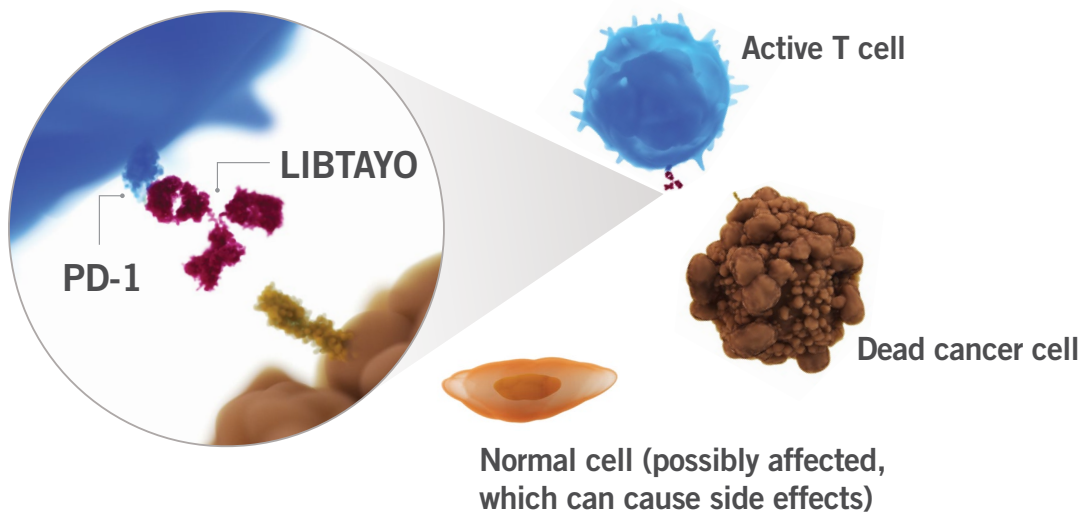 Active T cell
LIBTAYO
PD-1
Dead cancer cell
Normal cell (possibly affected,
which can cause side effects)